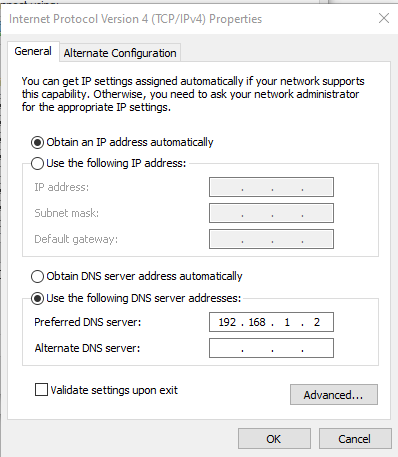 Internet Protocol Version 4 (TCP/IPv4) Properties
General
Alternate Configuration
You can get IP settings assigned automatically if your network supports
this capability. Otherwise, you need to ask your network administrator
for the appropriate IP settings.
Obtain an IP address automatically
Use the following IP address:
IP address:
. . .
Subnet mask:
. . .
Default gateway:
. . .
Obtain DNS server address automatically
Use the following DNS server addresses:
Preferred DNS server:
192 . 168 . 1 . 2
Alternate DNS server:
. . .
Validate settings upon exit
Advanced...
OK
Cancel